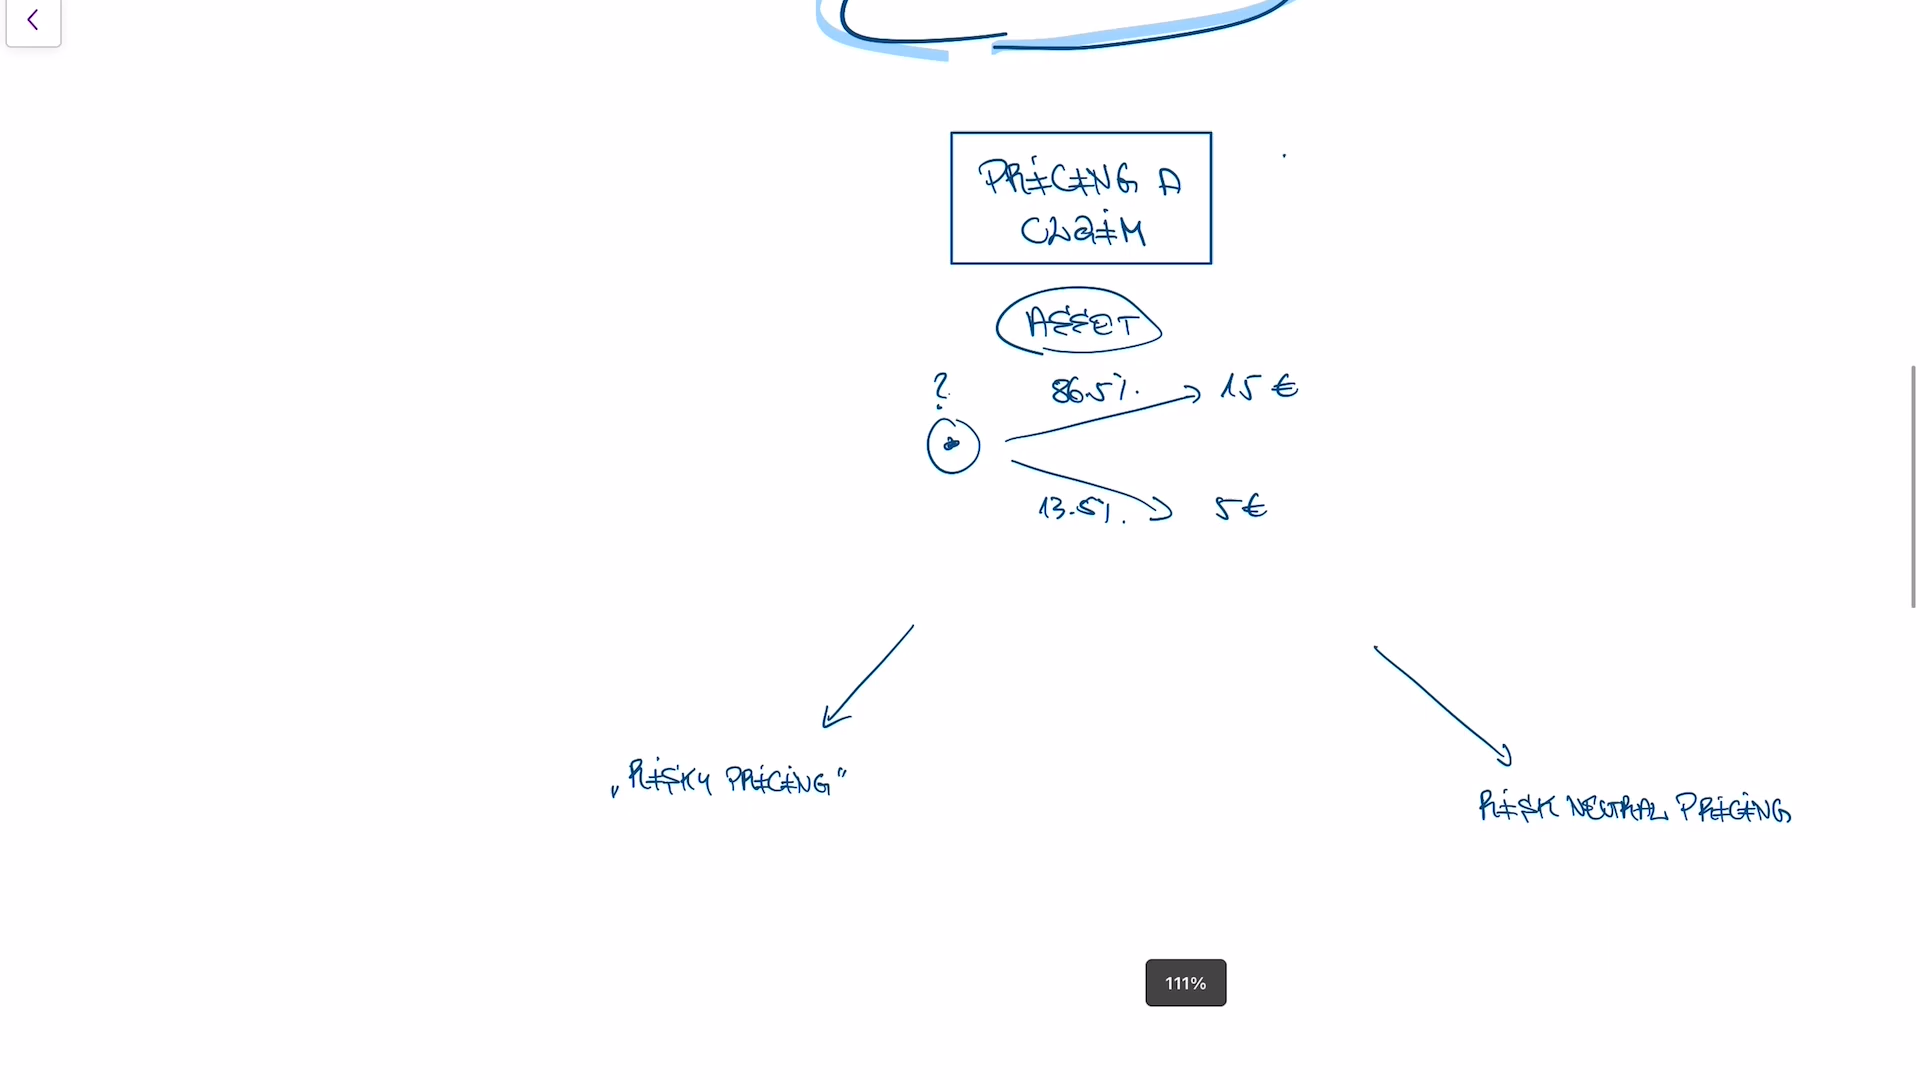 PRICING A
CLAIM
ASSET
?
86.5%
15 €
13.5%
5 €
„RISKY PRICING"
RISK NEUTRAL PRICING
111%